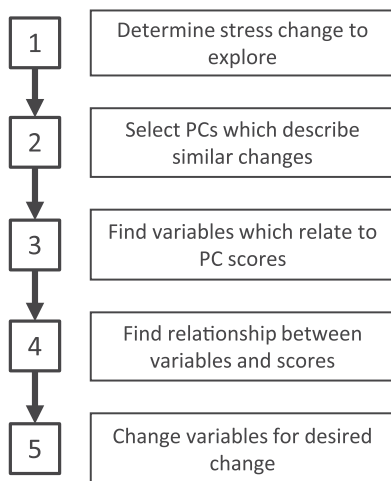 1
Determine stress change to
explore
2
Select PCs which describe
similar changes
3
Find variables which relate to
PC scores
4
Find relationship between
variables and scores
5
Change variables for desired
change